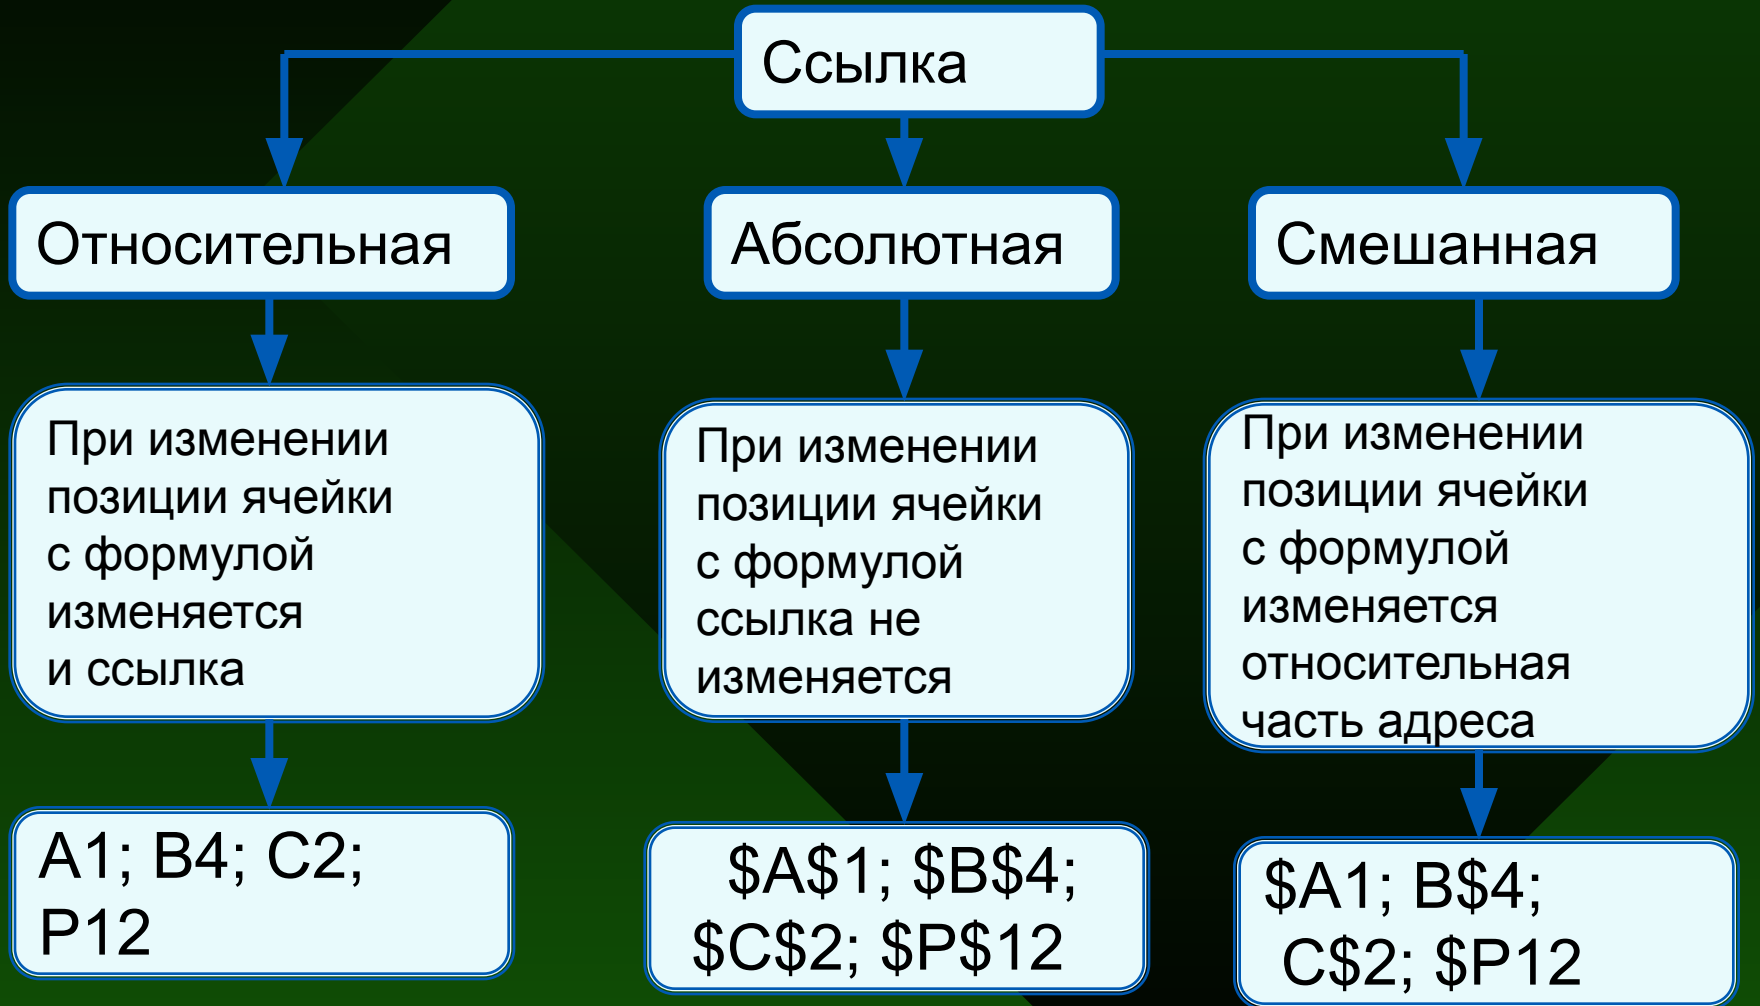 Ссылка
Относительная
Абсолютная
Смешанная
При изменении
позиции ячейки
с формулой
изменяется
и ссылка
При изменении
позиции ячейки
с формулой
ссылка не
изменяется
При изменении
позиции ячейки
с формулой
изменяется
относительная
часть адреса
A1; B4; C2;
P12
$A$1; $B$4;
$C$2; $P$12
$A1; B$4;
C$2; $P12